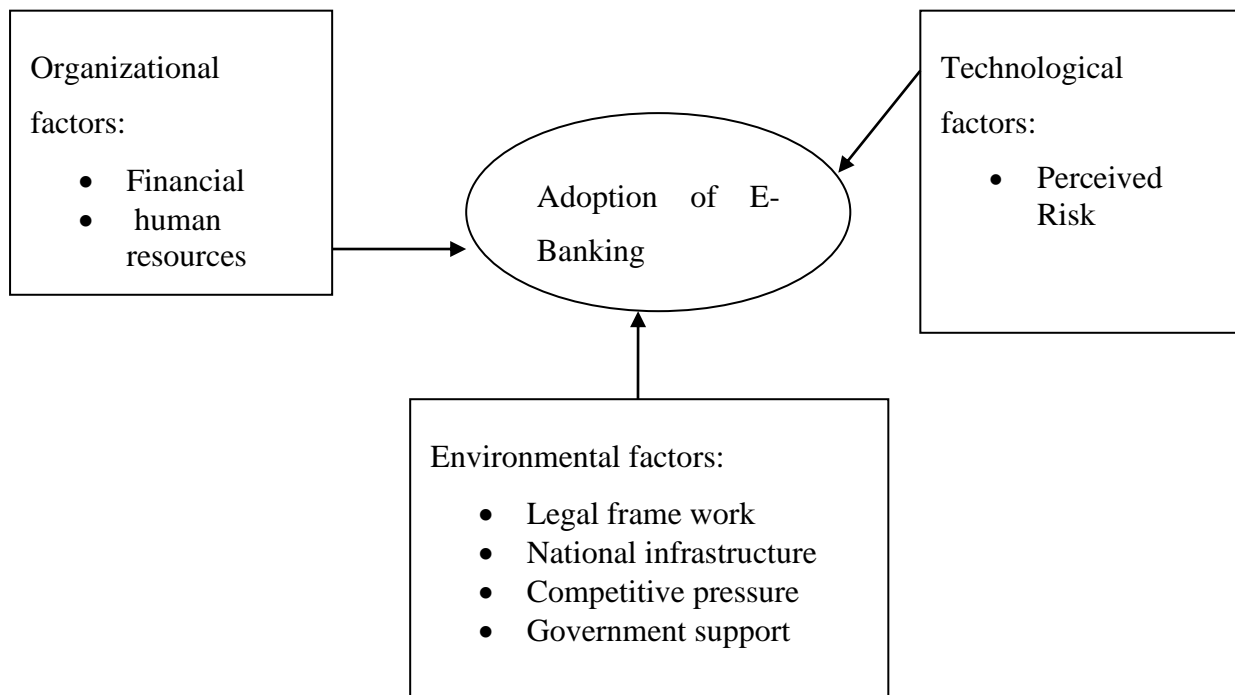 Organizational
factors:
• Financial
• human
resources
Adoption of E-
Banking
Technological
factors:
• Perceived
Risk
Environmental factors:
• Legal frame work
• National infrastructure
• Competitive pressure
• Government support